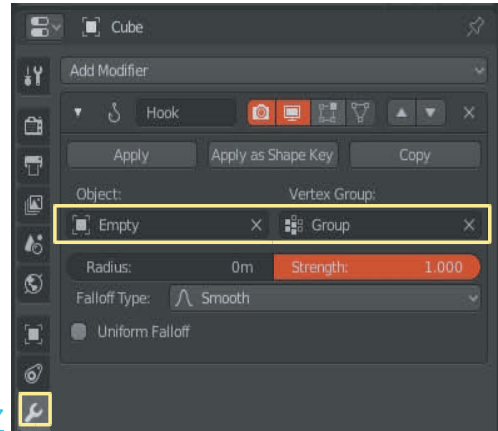 Cube
Add Modifier
Hook
Apply Apply as Shape Key Copy
Object: Vertex Group:
Empty Group
Radius: 0m Strength: 1.000
Falloff Type: Smooth
Uniform Falloff